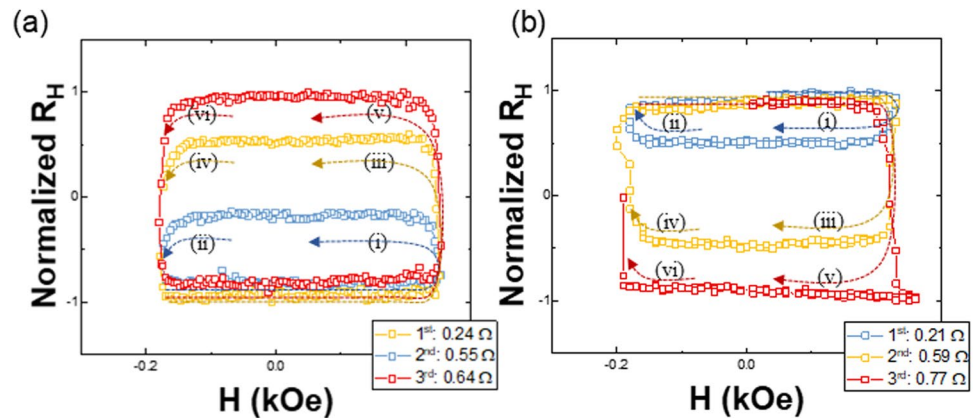 (a)
Normalized R_H
1
0
-1
(vi)
(v)
(iv)
(iii)
(ii)
(i)
1st: 0.24 Ω
2nd: 0.55 Ω
3rd: 0.64 Ω
-0.2
0.0
H (kOe)
(b)
Normalized R_H
1
0
-1
(ii)
(i)
(iv)
(iii)
(vi)
(v)
1st: 0.21 Ω
2nd: 0.59 Ω
3rd: 0.77 Ω
-0.2
0.0
H (kOe)